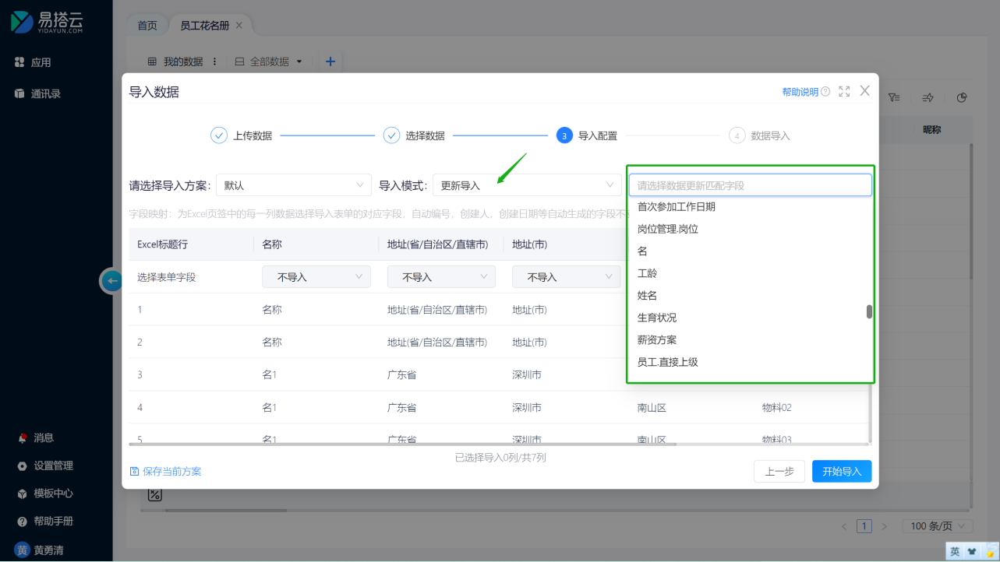 易搭云
YIDAYUN.COM
首页
员工花名册
应用
通讯录
我的数据
全部数据
导入数据
帮助说明
昵称
上传数据
选择数据
3 导入配置
4 数据导入
请选择导入方案： 默认
导入模式： 更新导入
请选择数据更新匹配字段
首次参加工作日期
岗位管理.岗位
名
工龄
姓名
生育状况
薪资方案
员工.直接上级
字段映射：为Excel页签中的每一列数据选择导入表单的对应字段，自动编号，创建人，创建日期等自动生成的字段不
Excel标题行 名称 地址(省/自治区/直辖市) 地址(市)
选择表单字段 不导入 不导入 不导入
1 名称 地址(省/自治区/直辖市) 地址(市)
2 名称 地址(省/自治区/直辖市) 地址(市)
3 名1 广东省 深圳市
4 名1 广东省 深圳市 南山区 物料02
5 名1 广东省 深圳市 南山区 物料03
已选择导入0列/共7列
保存当前方案
上一步
开始导入
消息
设置管理
模板中心
帮助手册
黄 黄勇清
1
100 条/页
英